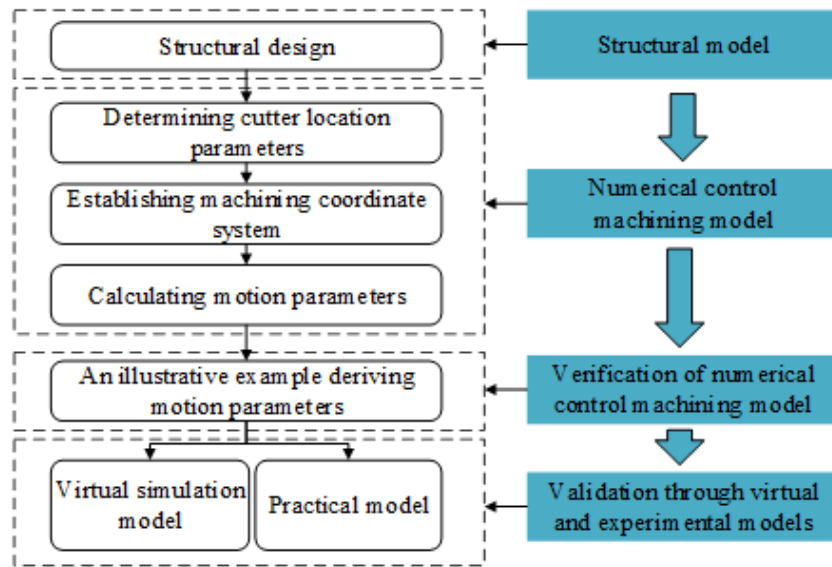 Structural design
Structural model
Determining cutter location
parameters
Establishing machining coordinate
system
Numerical control
machining model
Calculating motion parameters
An illustrative example deriving
motion parameters
Verification of numerical
control machining model
Virtual simulation
model
Practical model
Validation through virtual
and experimental models